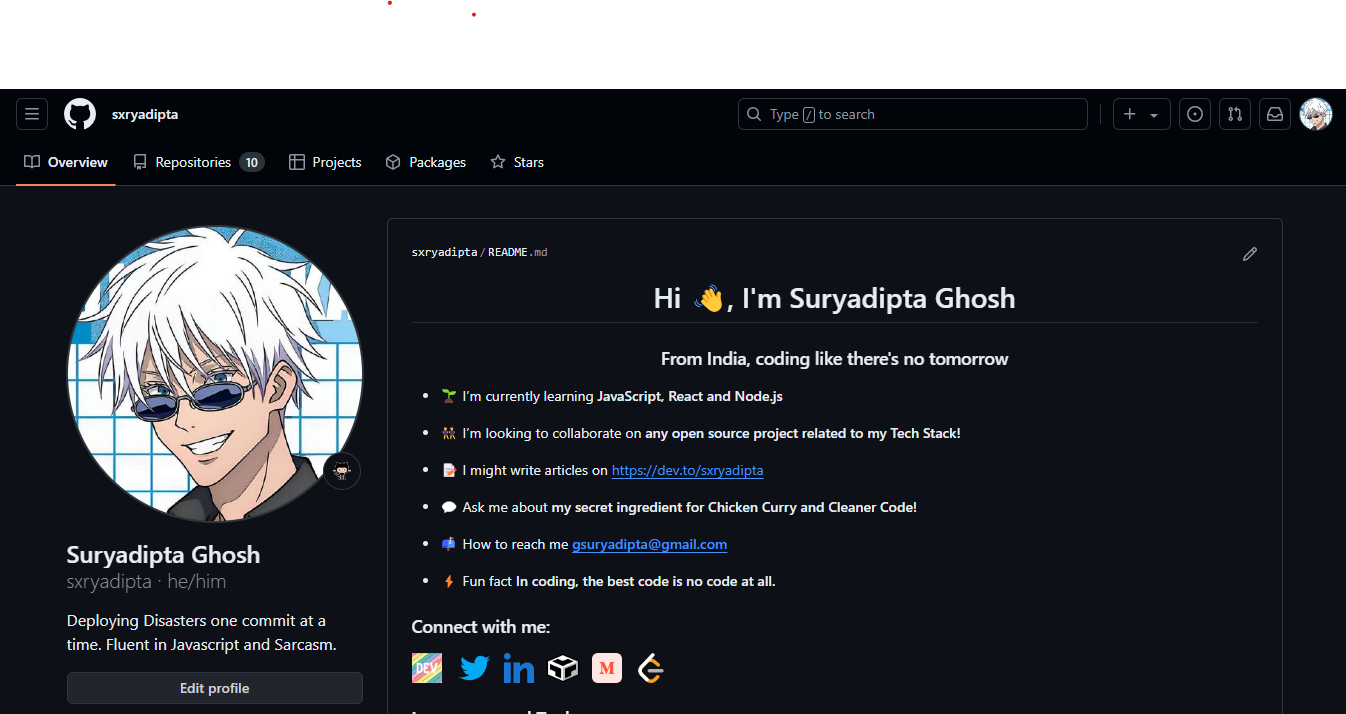 sxryadipta
Type / to search
Overview
Repositories 10
Projects
Packages
Stars
sxryadipta/README.md
Hi 👋, I'm Suryadipta Ghosh
From India, coding like there's no tomorrow
🌱 I’m currently learning JavaScript, React and Node.js
👯 I’m looking to collaborate on any open source project related to my Tech Stack!
📝 I might write articles on https://dev.to/sxryadipta
💬 Ask me about my secret ingredient for Chicken Curry and Cleaner Code!
📫 How to reach me gsuryadipta@gmail.com
⚡ Fun fact In coding, the best code is no code at all.
Connect with me:
DEV
in
M
Suryadipta Ghosh
sxryadipta · he/him
Deploying Disasters one commit at a
time. Fluent in Javascript and Sarcasm.
Edit profile